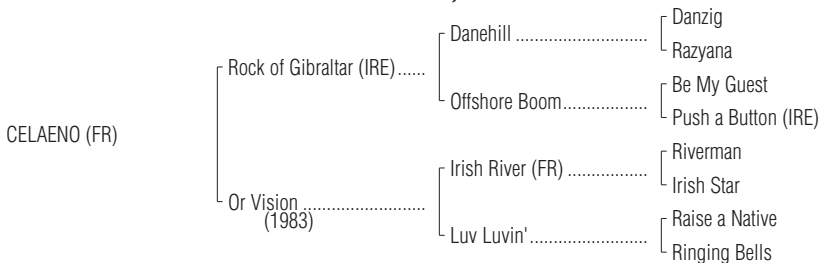 Danzig
Danehill ................................
Razyana
Rock of Gibraltar (IRE)......
Be My Guest
Offshore Boom....................
Push a Button (IRE)
CELAENO (FR)
Riverman
Irish River (FR) ...................
Irish Star
Or Vision ..............................
(1983)
Raise a Native
Luv Luvin'............................
Ringing Bells